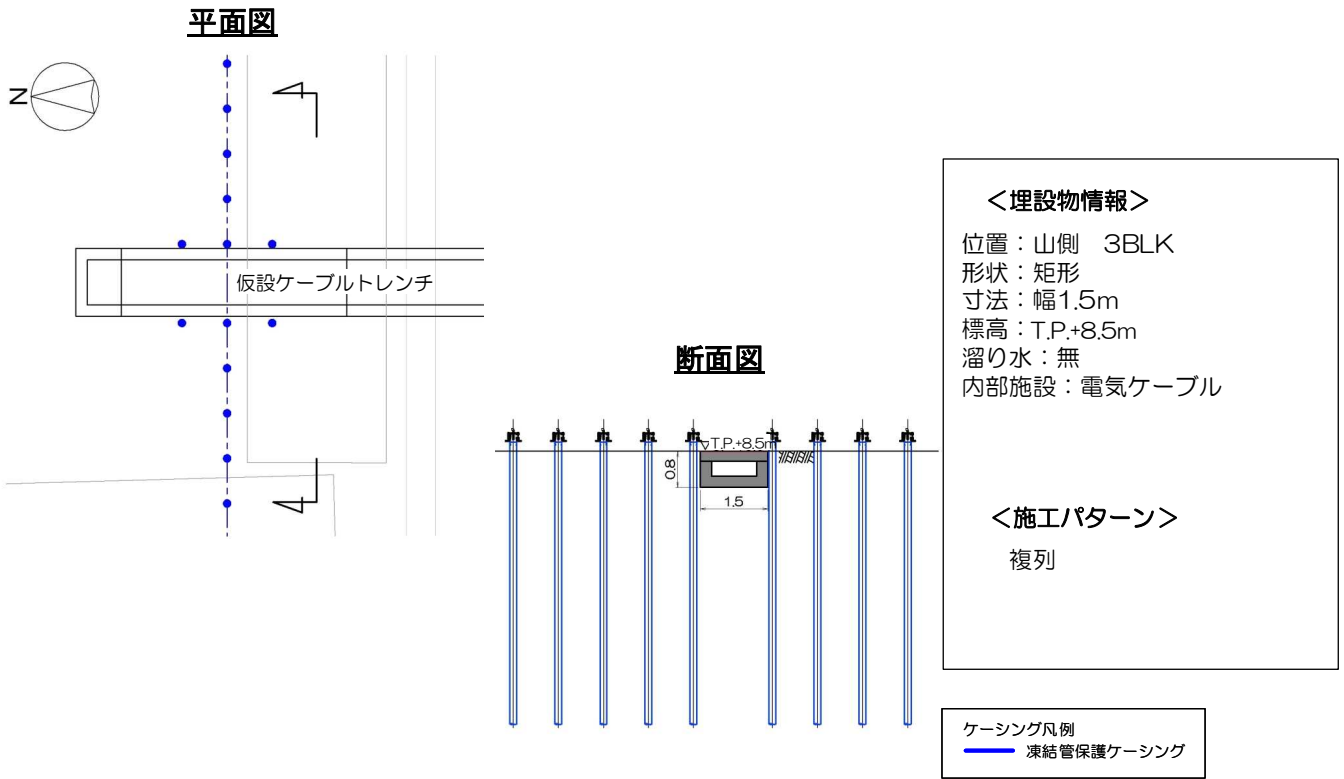 平面図
N
仮設ケーブルトレンチ
断面図
▽T.P.+8.5m
0.8
1.5
＜埋設物情報＞
位置：山側　3BLK
形状：矩形
寸法：幅1.5m
標高：T.P.+8.5m
溜り水：無
内部施設：電気ケーブル
＜施工パターン＞
複列
ケーシング凡例
凍結管保護ケーシング